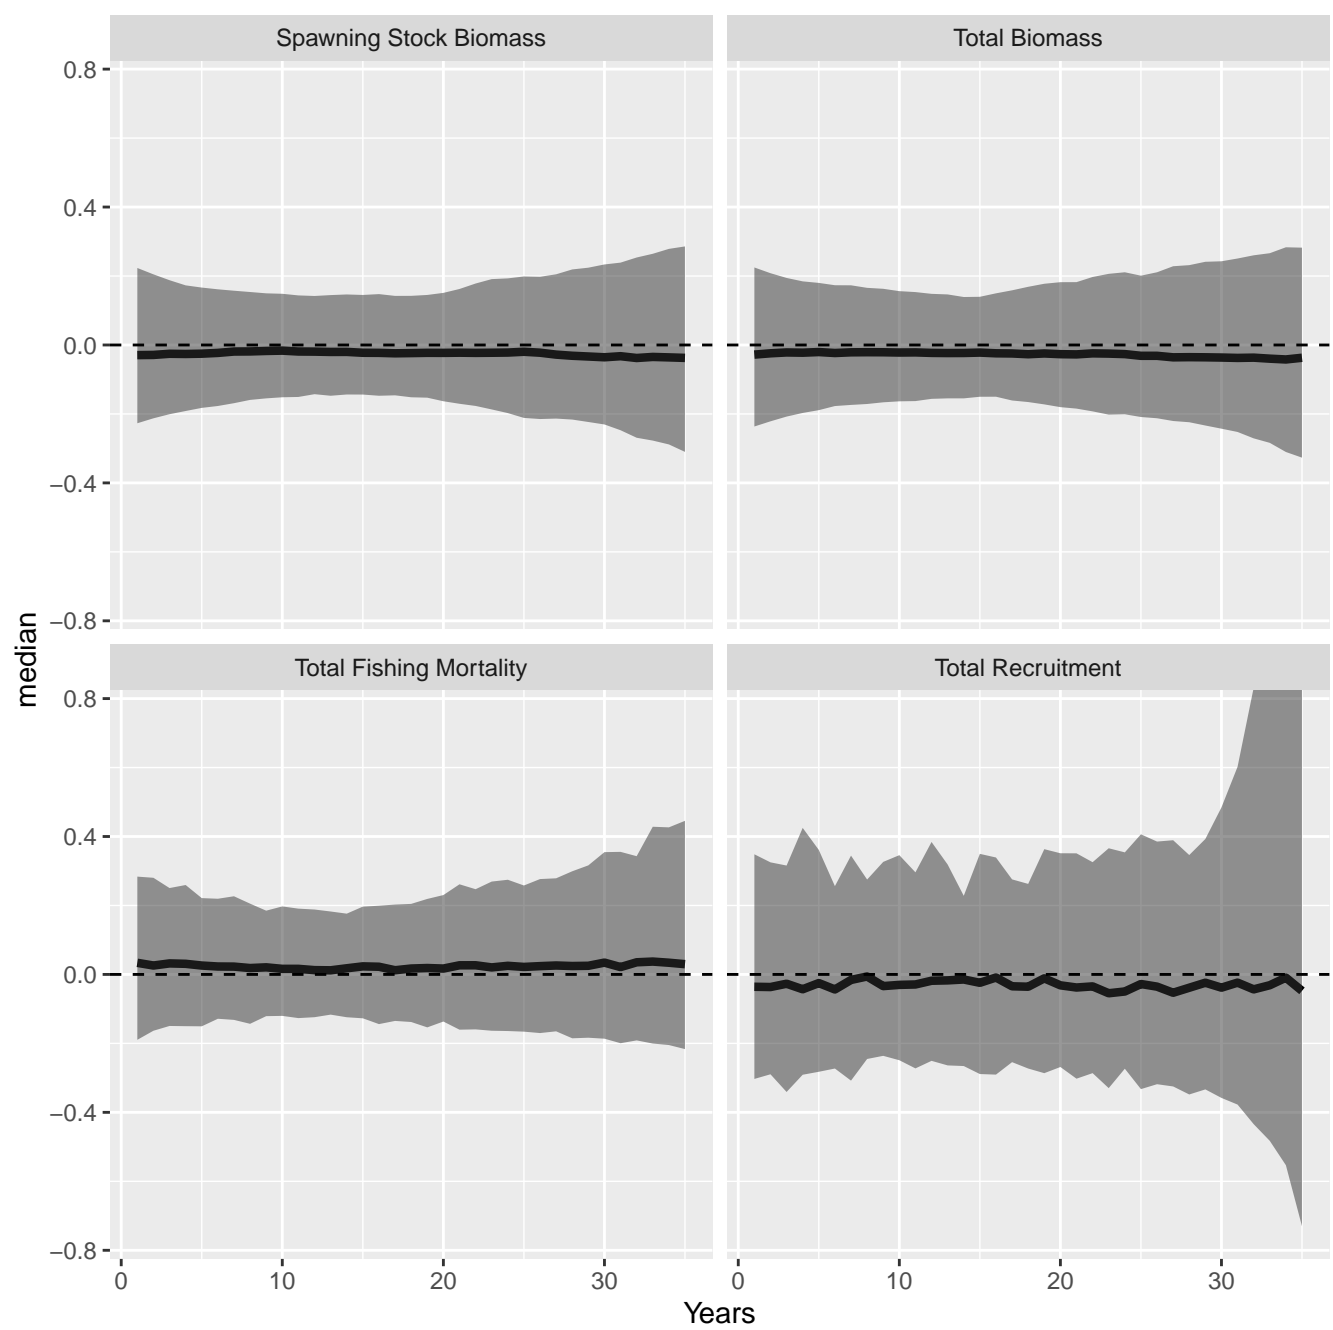 Spawning Stock Biomass
Total Biomass
0.8
0.4
0.0
−0.4
−0.8
median
Total Fishing Mortality
Total Recruitment
0.8
0.4
0.0
−0.4
−0.8
0 10 20 30
0 10 20 30
Years